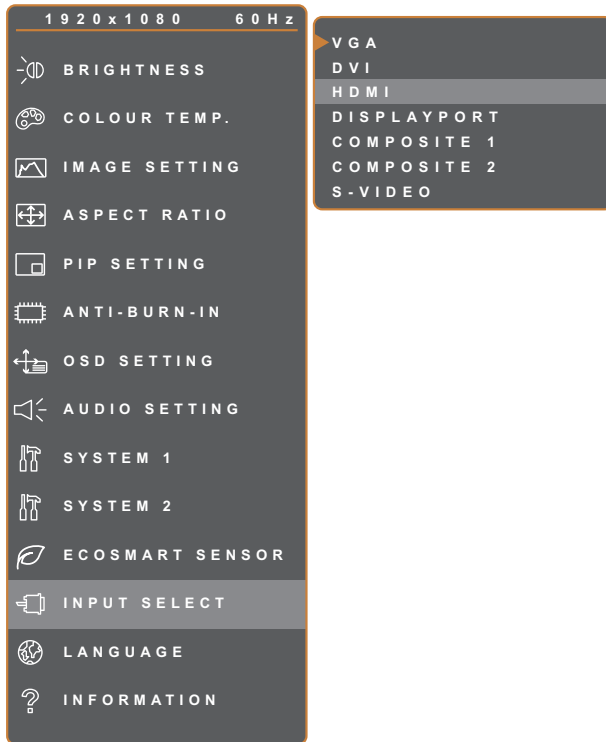 1920x1080 60Hz
BRIGHTNESS
COLOUR TEMP.
IMAGE SETTING
ASPECT RATIO
PIP SETTING
ANTI-BURN-IN
OSD SETTING
AUDIO SETTING
SYSTEM 1
SYSTEM 2
ECOSMART SENSOR
INPUT SELECT
LANGUAGE
INFORMATION
VGA
DVI
HDMI
DISPLAYPORT
COMPOSITE 1
COMPOSITE 2
S-VIDEO